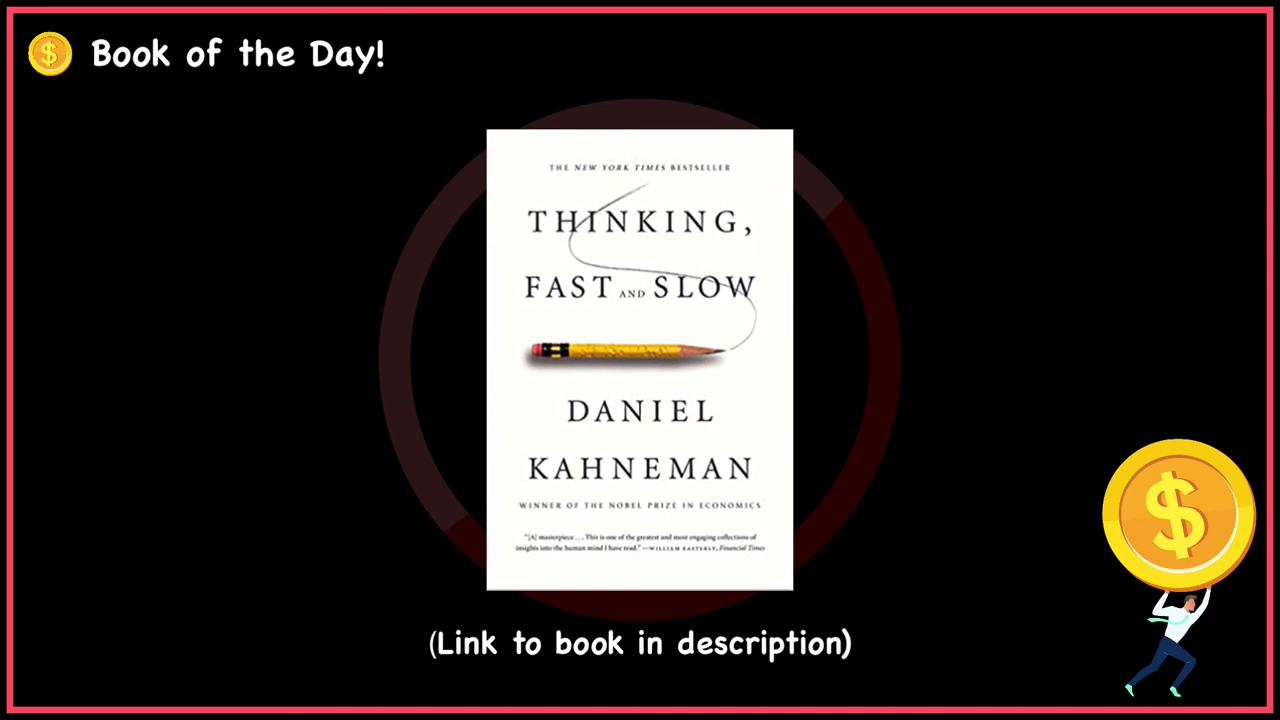 Book of the Day!
THE NEW YORK TIMES BESTSELLER
THINKING,
FAST AND SLOW
DANIEL
KAHNEMAN
WINNER OF THE NOBEL PRIZE IN ECONOMICS
"[A] masterpiece . . . This is one of the greatest and most engaging collections of
insights into the human mind I have read." —WILLIAM EASTERLY, Financial Times
(Link to book in description)
$
$